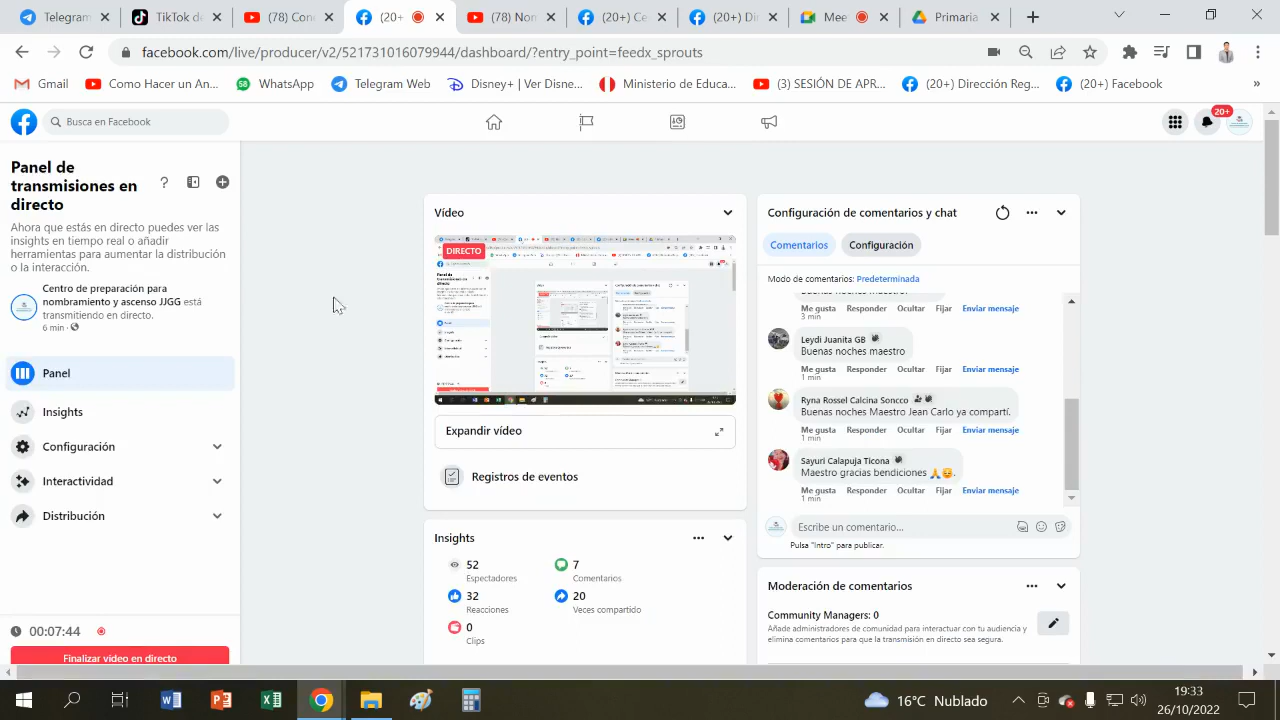 Telegram
TikTok d
(78) Con
(20+
(78) Nom
(20+) Ce
(20+) Di
Mee
Primaria
facebook.com/live/producer/v2/521731016079944/dashboard/?entry_point=feedx_sprouts
Gmail
Como Hacer un An...
58
WhatsApp
Telegram Web
Disney+ | Ver Disne...
Ministerio de Educa...
(3) SESIÓN DE APR...
(20+) Dirección Reg...
(20+) Facebook
»
Busca en Facebook
20+
Panel de
transmisiones en
directo
Ahora que estás en directo puedes ver las
insights en tiempo real o añadir
herramientas para aumentar la distribución
o la interacción.
Centro de preparación para
nombramiento y ascenso JJGG está
transmitiendo en directo.
6 min ·
Panel
Insights
Configuración
Interactividad
Distribución
00:07:44
Finalizar vídeo en directo
Vídeo
DIRECTO
Expandir vídeo
Registros de eventos
Insights
52
Espectadores
7
Comentarios
32
Reacciones
20
Veces compartido
0
Clips
Configuración de comentarios y chat
Comentarios
Configuración
Modo de comentarios: Predeterminada
Me gusta Responder Ocultar Fijar Enviar mensaje
3 min
Leydi Juanita GB
Buenas noches maestro
Me gusta Responder Ocultar Fijar Enviar mensaje
1 min
Ryna Rossel Calcina Soncco
Buenas noches Maestro Jean Carlo ya compartí.
Me gusta Responder Ocultar Fijar Enviar mensaje
1 min
Sayuri Calapuja Ticona
Maestro gracias bendiciones 🙏😌.
Me gusta Responder Ocultar Fijar Enviar mensaje
1 min
Escribe un comentario...
Pulsa "Intro" para publicar.
Moderación de comentarios
Community Managers: 0
Añade administradores de comunidad para interactuar con tu audiencia y
elimina comentarios para que la transmisión en directo sea segura.
16°C Nublado
19:33
26/10/2022